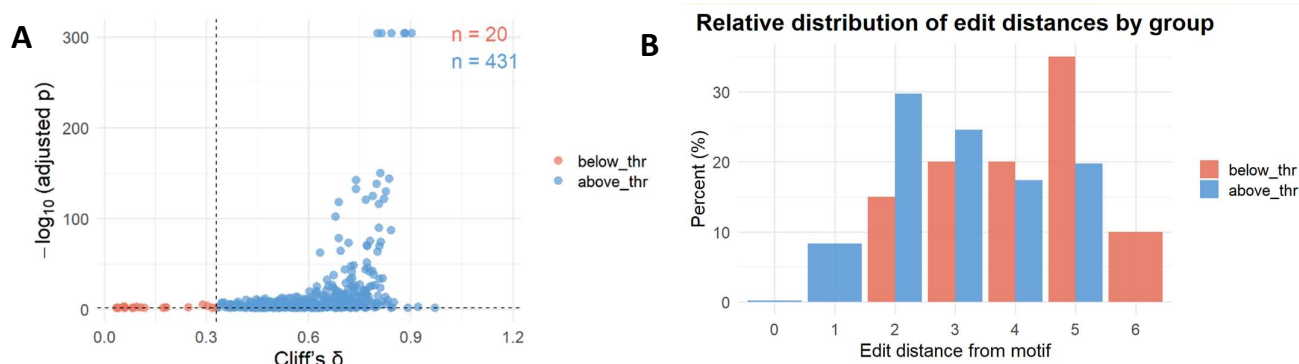 A
300
200
100
0
−log10 (adjusted p)
n = 20
n = 431
0.0 0.3 0.6 0.9 1.2
Cliff's δ
below_thr
above_thr
B
Relative distribution of edit distances by group
30
20
10
0
Percent (%)
0 1 2 3 4 5 6
Edit distance from motif
below_thr
above_thr